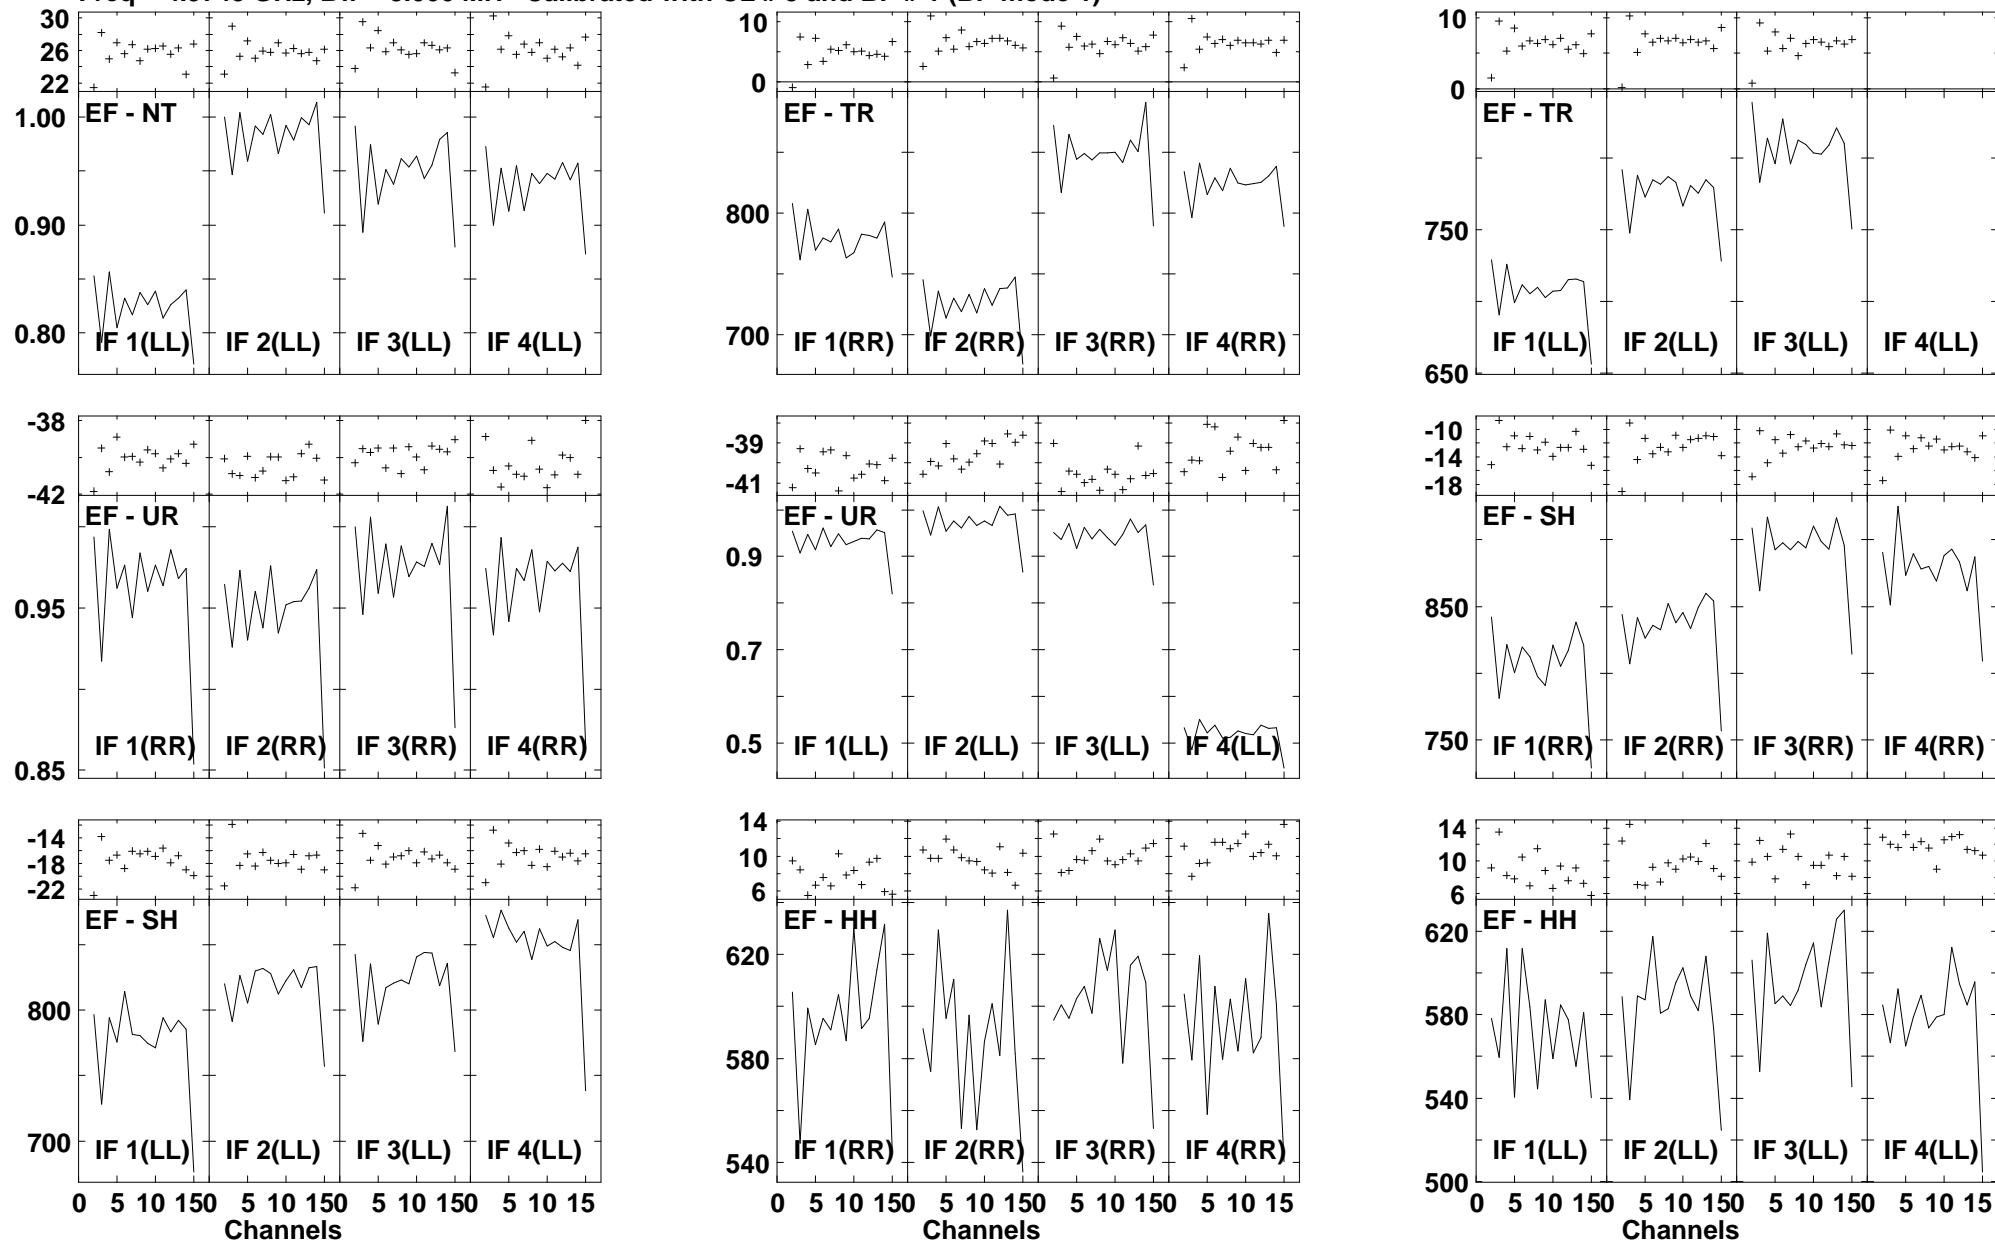 30
26
22
EF - NT
1.00
0.90
0.80
IF 1(LL) IF 2(LL) IF 3(LL) IF 4(LL)
10
0
EF - TR
800
700
IF 1(RR) IF 2(RR) IF 3(RR) IF 4(RR)
10
0
EF - TR
750
650
IF 1(LL) IF 2(LL) IF 3(LL) IF 4(LL)
-38
-42
EF - UR
0.95
0.85
IF 1(RR) IF 2(RR) IF 3(RR) IF 4(RR)
-39
-41
EF - UR
0.9
0.7
0.5
IF 1(LL) IF 2(LL) IF 3(LL) IF 4(LL)
-10
-14
-18
EF - SH
850
750
IF 1(RR) IF 2(RR) IF 3(RR) IF 4(RR)
-14
-18
-22
EF - SH
800
700
IF 1(LL) IF 2(LL) IF 3(LL) IF 4(LL)
0 5 10 150 5 10 150 5 10 150 5 10 15
Channels
14
10
6
EF - HH
620
580
540
IF 1(RR) IF 2(RR) IF 3(RR) IF 4(RR)
0 5 10 150 5 10 150 5 10 150 5 10 15
Channels
14
10
6
EF - HH
620
580
540
500
IF 1(LL) IF 2(LL) IF 3(LL) IF 4(LL)
0 5 10 150 5 10 150 5 10 150 5 10 15
Channels